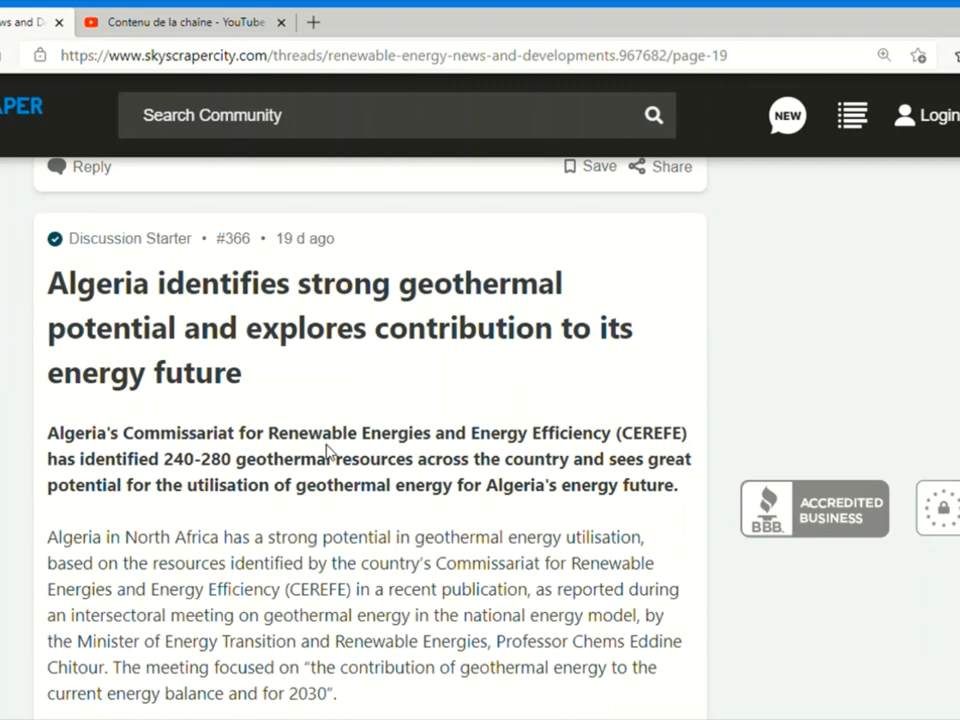 Contenu de la chaîne - YouTube
https://www.skyscrapercity.com/threads/renewable-energy-news-and-developments.967682/page-19
Search Community
NEW
Login
Reply
Save
Share
Discussion Starter • #366 • 19 d ago
Algeria identifies strong geothermal
potential and explores contribution to its
energy future
Algeria's Commissariat for Renewable Energies and Energy Efficiency (CEREFE)
has identified 240-280 geothermal resources across the country and sees great
potential for the utilisation of geothermal energy for Algeria's energy future.
BBB.
ACCREDITED
BUSINESS
Algeria in North Africa has a strong potential in geothermal energy utilisation,
based on the resources identified by the country's Commissariat for Renewable
Energies and Energy Efficiency (CEREFE) in a recent publication, as reported during
an intersectoral meeting on geothermal energy in the national energy model, by
the Minister of Energy Transition and Renewable Energies, Professor Chems Eddine
Chitour. The meeting focused on “the contribution of geothermal energy to the
current energy balance and for 2030”.